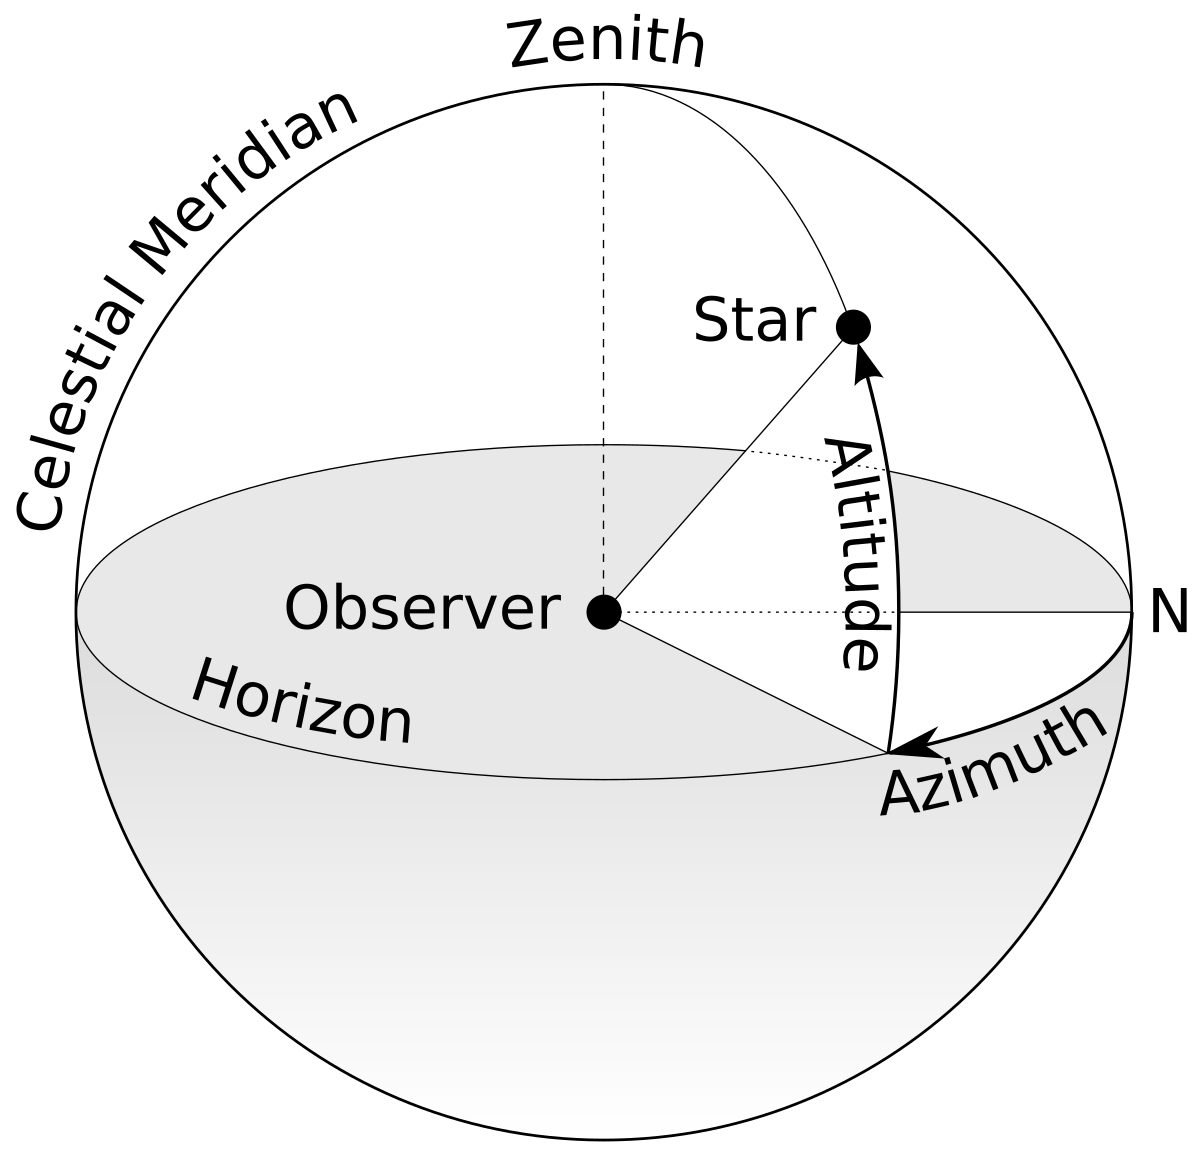 Zenith
Celestial Meridian
Star
Altitude
Observer
N
Horizon
Azimuth